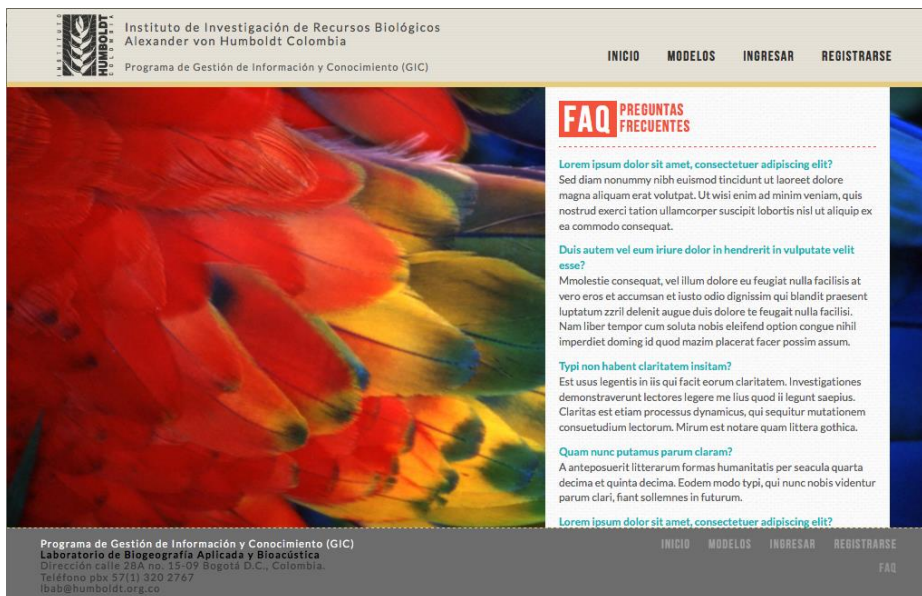 INSTITUTO
HUMBOLDT
COLOMBIA
Instituto de Investigación de Recursos Biológicos
Alexander von Humboldt Colombia
Programa de Gestión de Información y Conocimiento (GIC)
INICIO MODELOS INGRESAR REGISTRARSE
FAQ PREGUNTAS
FRECUENTES
Lorem ipsum dolor sit amet, consectetuer adipiscing elit?
Sed diam nonummy nibh euismod tincidunt ut laoreet dolore
magna aliquam erat volutpat. Ut wisi enim ad minim veniam, quis
nostrud exerci tation ullamcorper suscipit lobortis nisl ut aliquip ex
ea commodo consequat.
Duis autem vel eum iriure dolor in hendrerit in vulputate velit
esse?
Mmolestie consequat, vel illum dolore eu feugiat nulla facilisis at
vero eros et accumsan et iusto odio dignissim qui blandit praesent
luptatum zzril delenit augue duis dolore te feugait nulla facilisi.
Nam liber tempor cum soluta nobis eleifend option congue nihil
imperdiet doming id quod mazim placerat facer possim assum.
Typi non habent claritatem insitam?
Est usus legentis in iis qui facit eorum claritatem. Investigationes
demonstraverunt lectores legere me lius quod ii legunt saepius.
Claritas est etiam processus dynamicus, qui sequitur mutationem
consuetudium lectorum. Mirum est notare quam littera gothica.
Quam nunc putamus parum claram?
A anteposuerit litterarum formas humanitatis per seacula quarta
decima et quinta decima. Eodem modo typi, qui nunc nobis videntur
parum clari, fiant sollemnes in futurum.
Lorem ipsum dolor sit amet, consectetuer adipiscing elit?
Programa de Gestión de Información y Conocimiento (GIC)
Laboratorio de Biogeografía Aplicada y Bioacústica
Dirección calle 28A no. 15-09 Bogotá D.C., Colombia.
Teléfono pbx 57(1) 320 2767
lbab@humboldt.org.co
INICIO MODELOS INGRESAR REGISTRARSE
FAQ